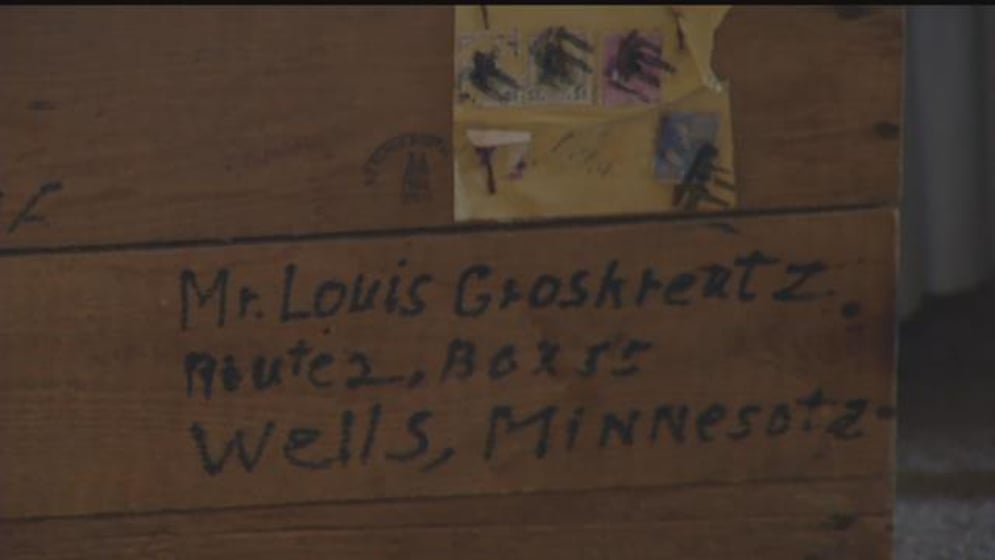 Mr. Louis Groskreutz.
Route 2, Box 55
Wells, Minnesota